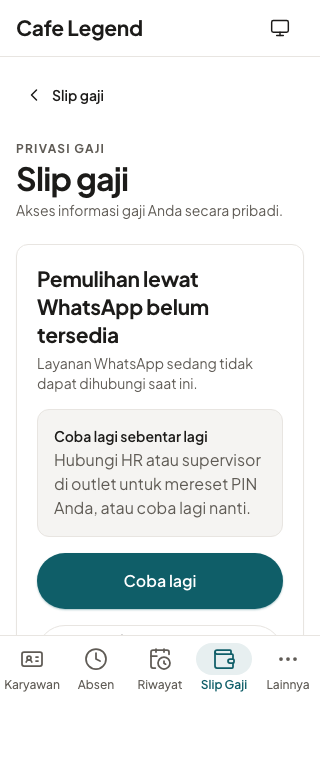 Cafe Legend
Slip gaji
PRIVASI GAJI
Slip gaji
Akses informasi gaji Anda secara pribadi.
Pemulihan lewat
WhatsApp belum
tersedia
Layanan WhatsApp sedang tidak
dapat dihubungi saat ini.
Coba lagi sebentar lagi
Hubungi HR atau supervisor
di outlet untuk mereset PIN
Anda, atau coba lagi nanti.
Coba lagi
Karyawan
Absen
Riwayat
Slip Gaji
Lainnya